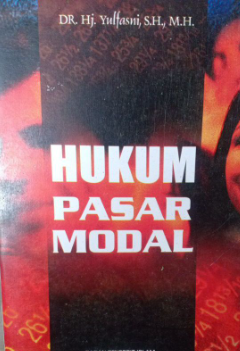 DR. Hj. Yulfasni, S.H., M.H.
HUKUM
PASAR
MODAL